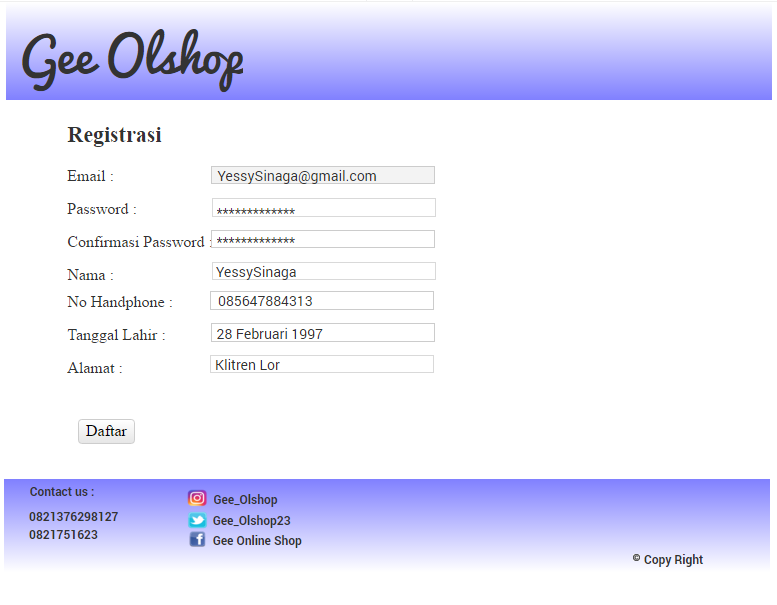 Gee Olshop
Registrasi
Email : YessySinaga@gmail.com
Password : *************
Confirmasi Password : *************
Nama : YessySinaga
No Handphone : 085647884313
Tanggal Lahir : 28 Februari 1997
Alamat : Klitren Lor
Daftar
Contact us :
0821376298127
0821751623
Gee_Olshop
Gee_Olshop23
Gee Online Shop
© Copy Right